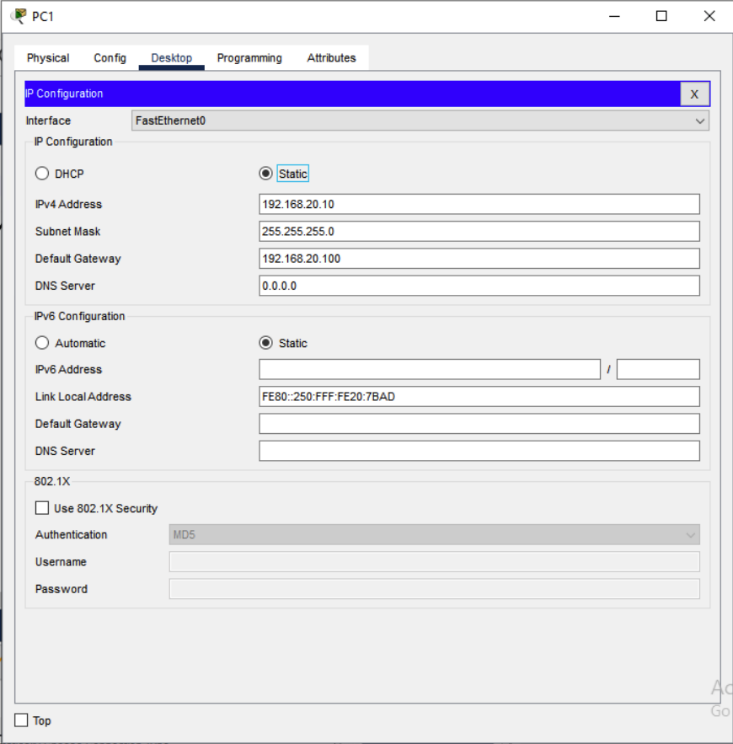 PC1
Physical Config Desktop Programming Attributes
IP Configuration X
Interface FastEthernet0
IP Configuration
DHCP Static
IPv4 Address 192.168.20.10
Subnet Mask 255.255.255.0
Default Gateway 192.168.20.100
DNS Server 0.0.0.0
IPv6 Configuration
Automatic Static
IPv6 Address /
Link Local Address FE80::250:FFF:FE20:7BAD
Default Gateway
DNS Server
802.1X
Use 802.1X Security
Authentication MD5
Username
Password
Ac
Go
Top